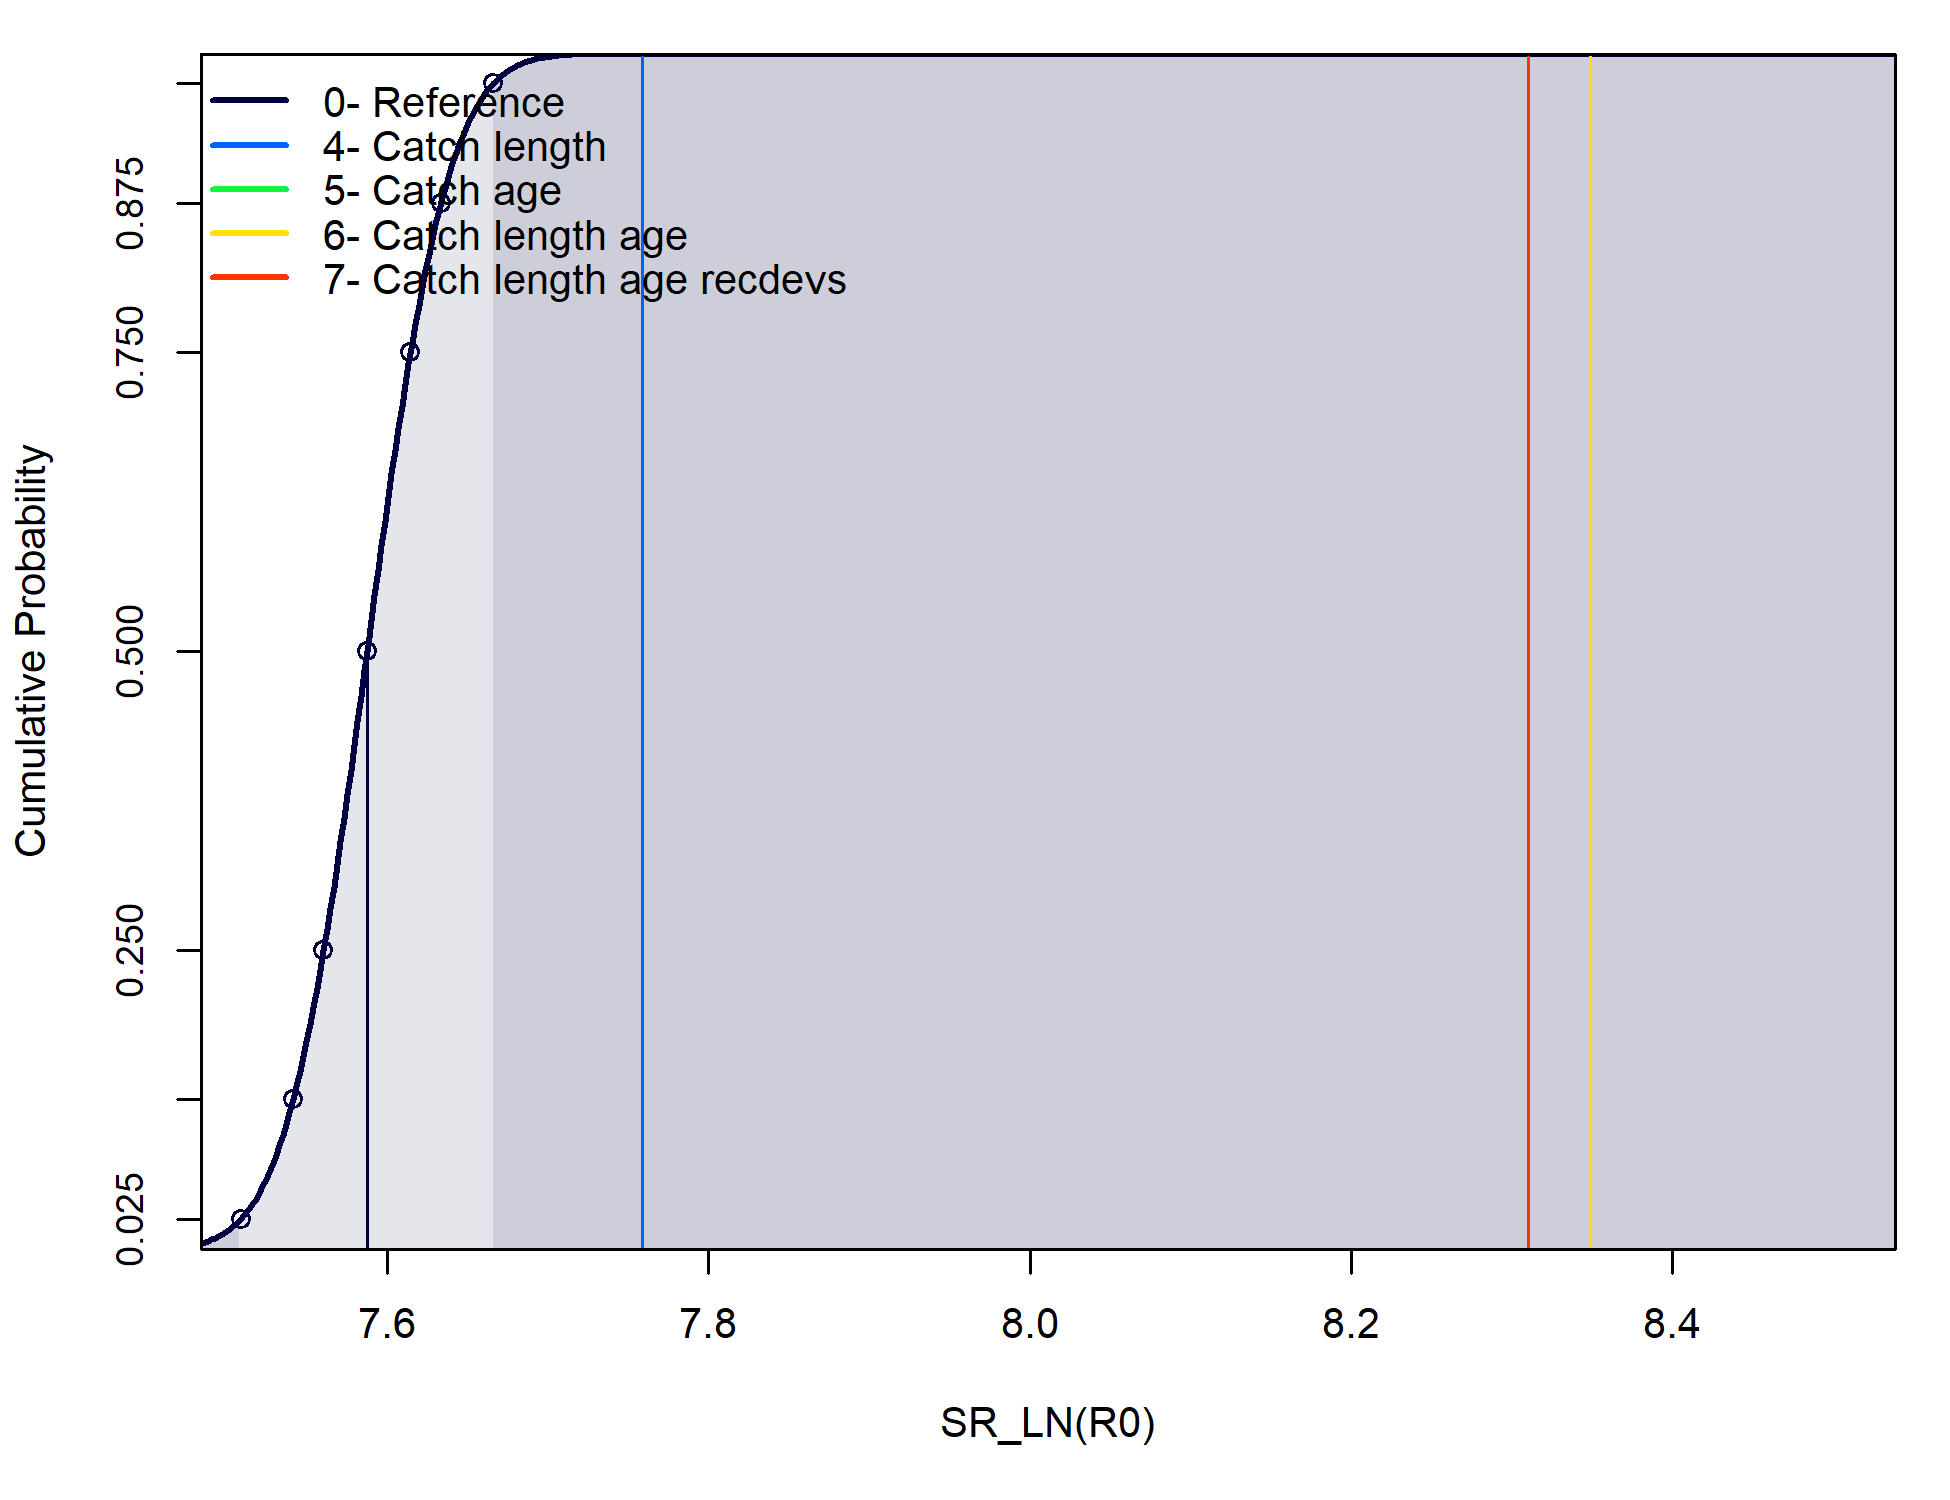 0- Reference
4- Catch length
5- Catch age
6- Catch length age
7- Catch length age recdevs
Cumulative Probability
0.875
0.750
0.500
0.250
0.025
7.6 7.8 8.0 8.2 8.4
SR_LN(R0)